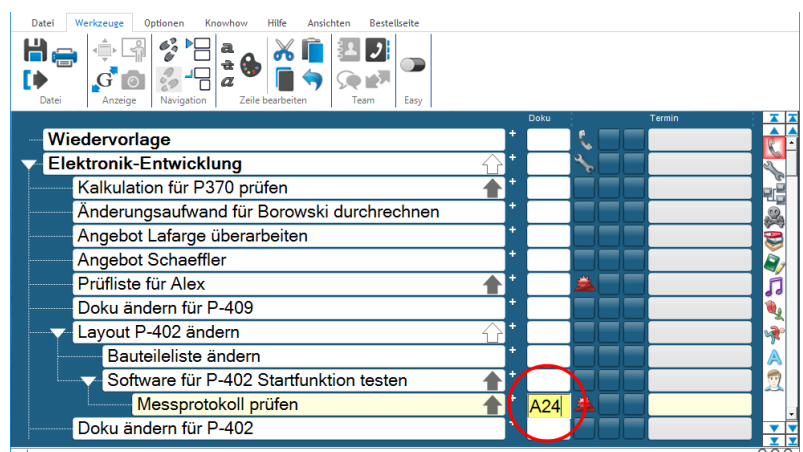 Datei Werkzeuge Optionen Knowhow Hilfe Ansichten Bestellseite
a
a
G a
Datei Anzeige Navigation Zeile bearbeiten Team Easy
Doku Termin
Wiedervorlage +
Elektronik-Entwicklung +
Kalkulation für P370 prüfen +
Änderungsaufwand für Borowski durchrechnen +
Angebot Lafarge überarbeiten +
Angebot Schaeffler +
Prüfliste für Alex +
Doku ändern für P-409 +
Layout P-402 ändern +
Bauteileliste ändern +
Software für P-402 Startfunktion testen +
Messprotokoll prüfen + A24
Doku ändern für P-402 +
A